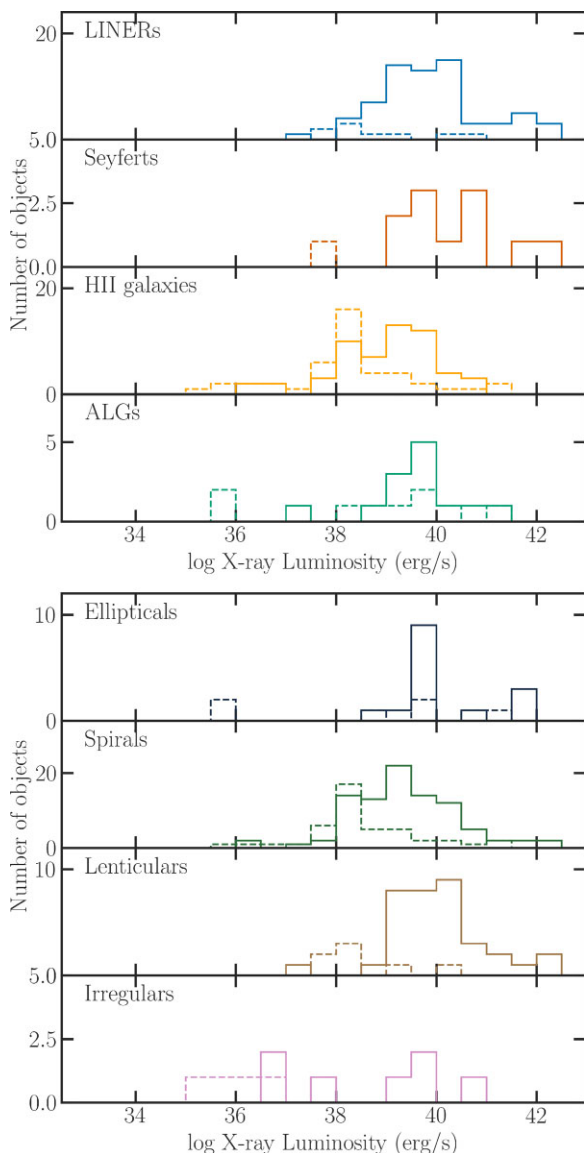 20
LINERs
5.0
Seyferts
2.5
0.0
HII galaxies
20
0
ALGs
5
0
Number of objects
34 36 38 40 42
log X-ray Luminosity (erg/s)
Ellipticals
10
0
Spirals
20
0
Lenticulars
10
5.0
Irregulars
2.5
0.0
Number of objects
34 36 38 40 42
log X-ray Luminosity (erg/s)